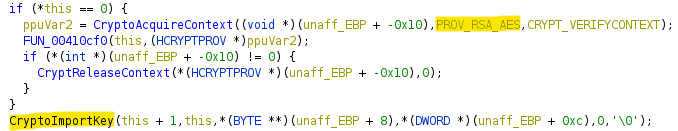 if (*this == 0) {
ppuVar2 = CryptoAcquireContext((void *)(unaff_EBP + -0x10),PROV_RSA_AES,CRYPT_VERIFYCONTEXT);
FUN_00410cf0(this,(HCRYPTPROV *)ppuVar2);
if (*(int *)(unaff_EBP + -0x10) != 0) {
CryptReleaseContext(*(HCRYPTPROV *)(unaff_EBP + -0x10),0);
}
}
CryptoImportKey(this + 1,this,*(BYTE **)(unaff_EBP + 8),*(DWORD *)(unaff_EBP + 0xc),0,'\0');